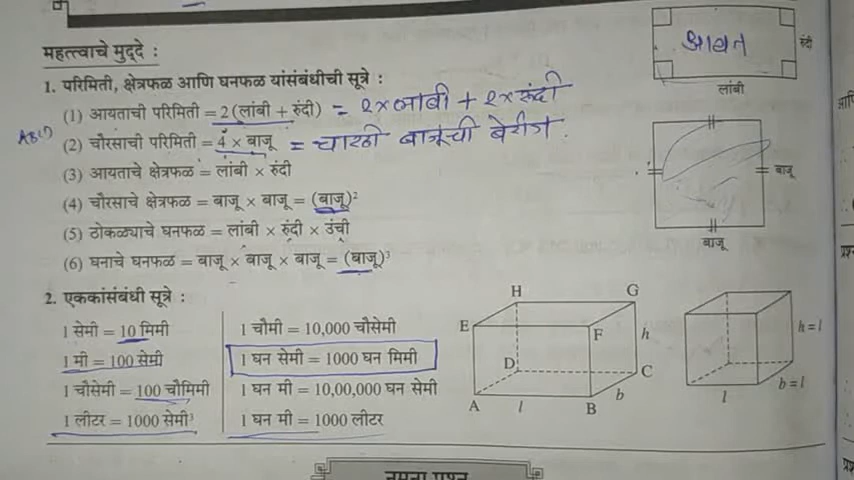 महत्त्वाचे मुद्दे :
1. परिमिती, क्षेत्रफळ आणि घनफळ यांसंबंधीची सूत्रे :
(1) आयताची परिमिती = 2 (लांबी + रुंदी) = 2 × लांबी + 2 × रुंदी
(2) चौरसाची परिमिती = 4 × बाजू = चारही बाजूंची बेरीज.
(3) आयताचे क्षेत्रफळ = लांबी × रुंदी
(4) चौरसाचे क्षेत्रफळ = बाजू × बाजू = (बाजू)²
(5) ठोकळ्याचे घनफळ = लांबी × रुंदी × उंची
(6) घनाचे घनफळ = बाजू × बाजू × बाजू = (बाजू)³
आयत
रुंदी
लांबी
बाजू
बाजू
2. एककांसंबंधी सूत्रे :
1 सेमी = 10 मिमी
1 मी = 100 सेमी
1 चौसेमी = 100 चौमिमी
1 लीटर = 1000 सेमी³
1 चौमी = 10,000 चौसेमी
1 घन सेमी = 1000 घन मिमी
1 घन मी = 10,00,000 घन सेमी
1 घन मी = 1000 लीटर
H G
E F h
D C
A l B b
h = l
l b = l
नमुना प्रश्न